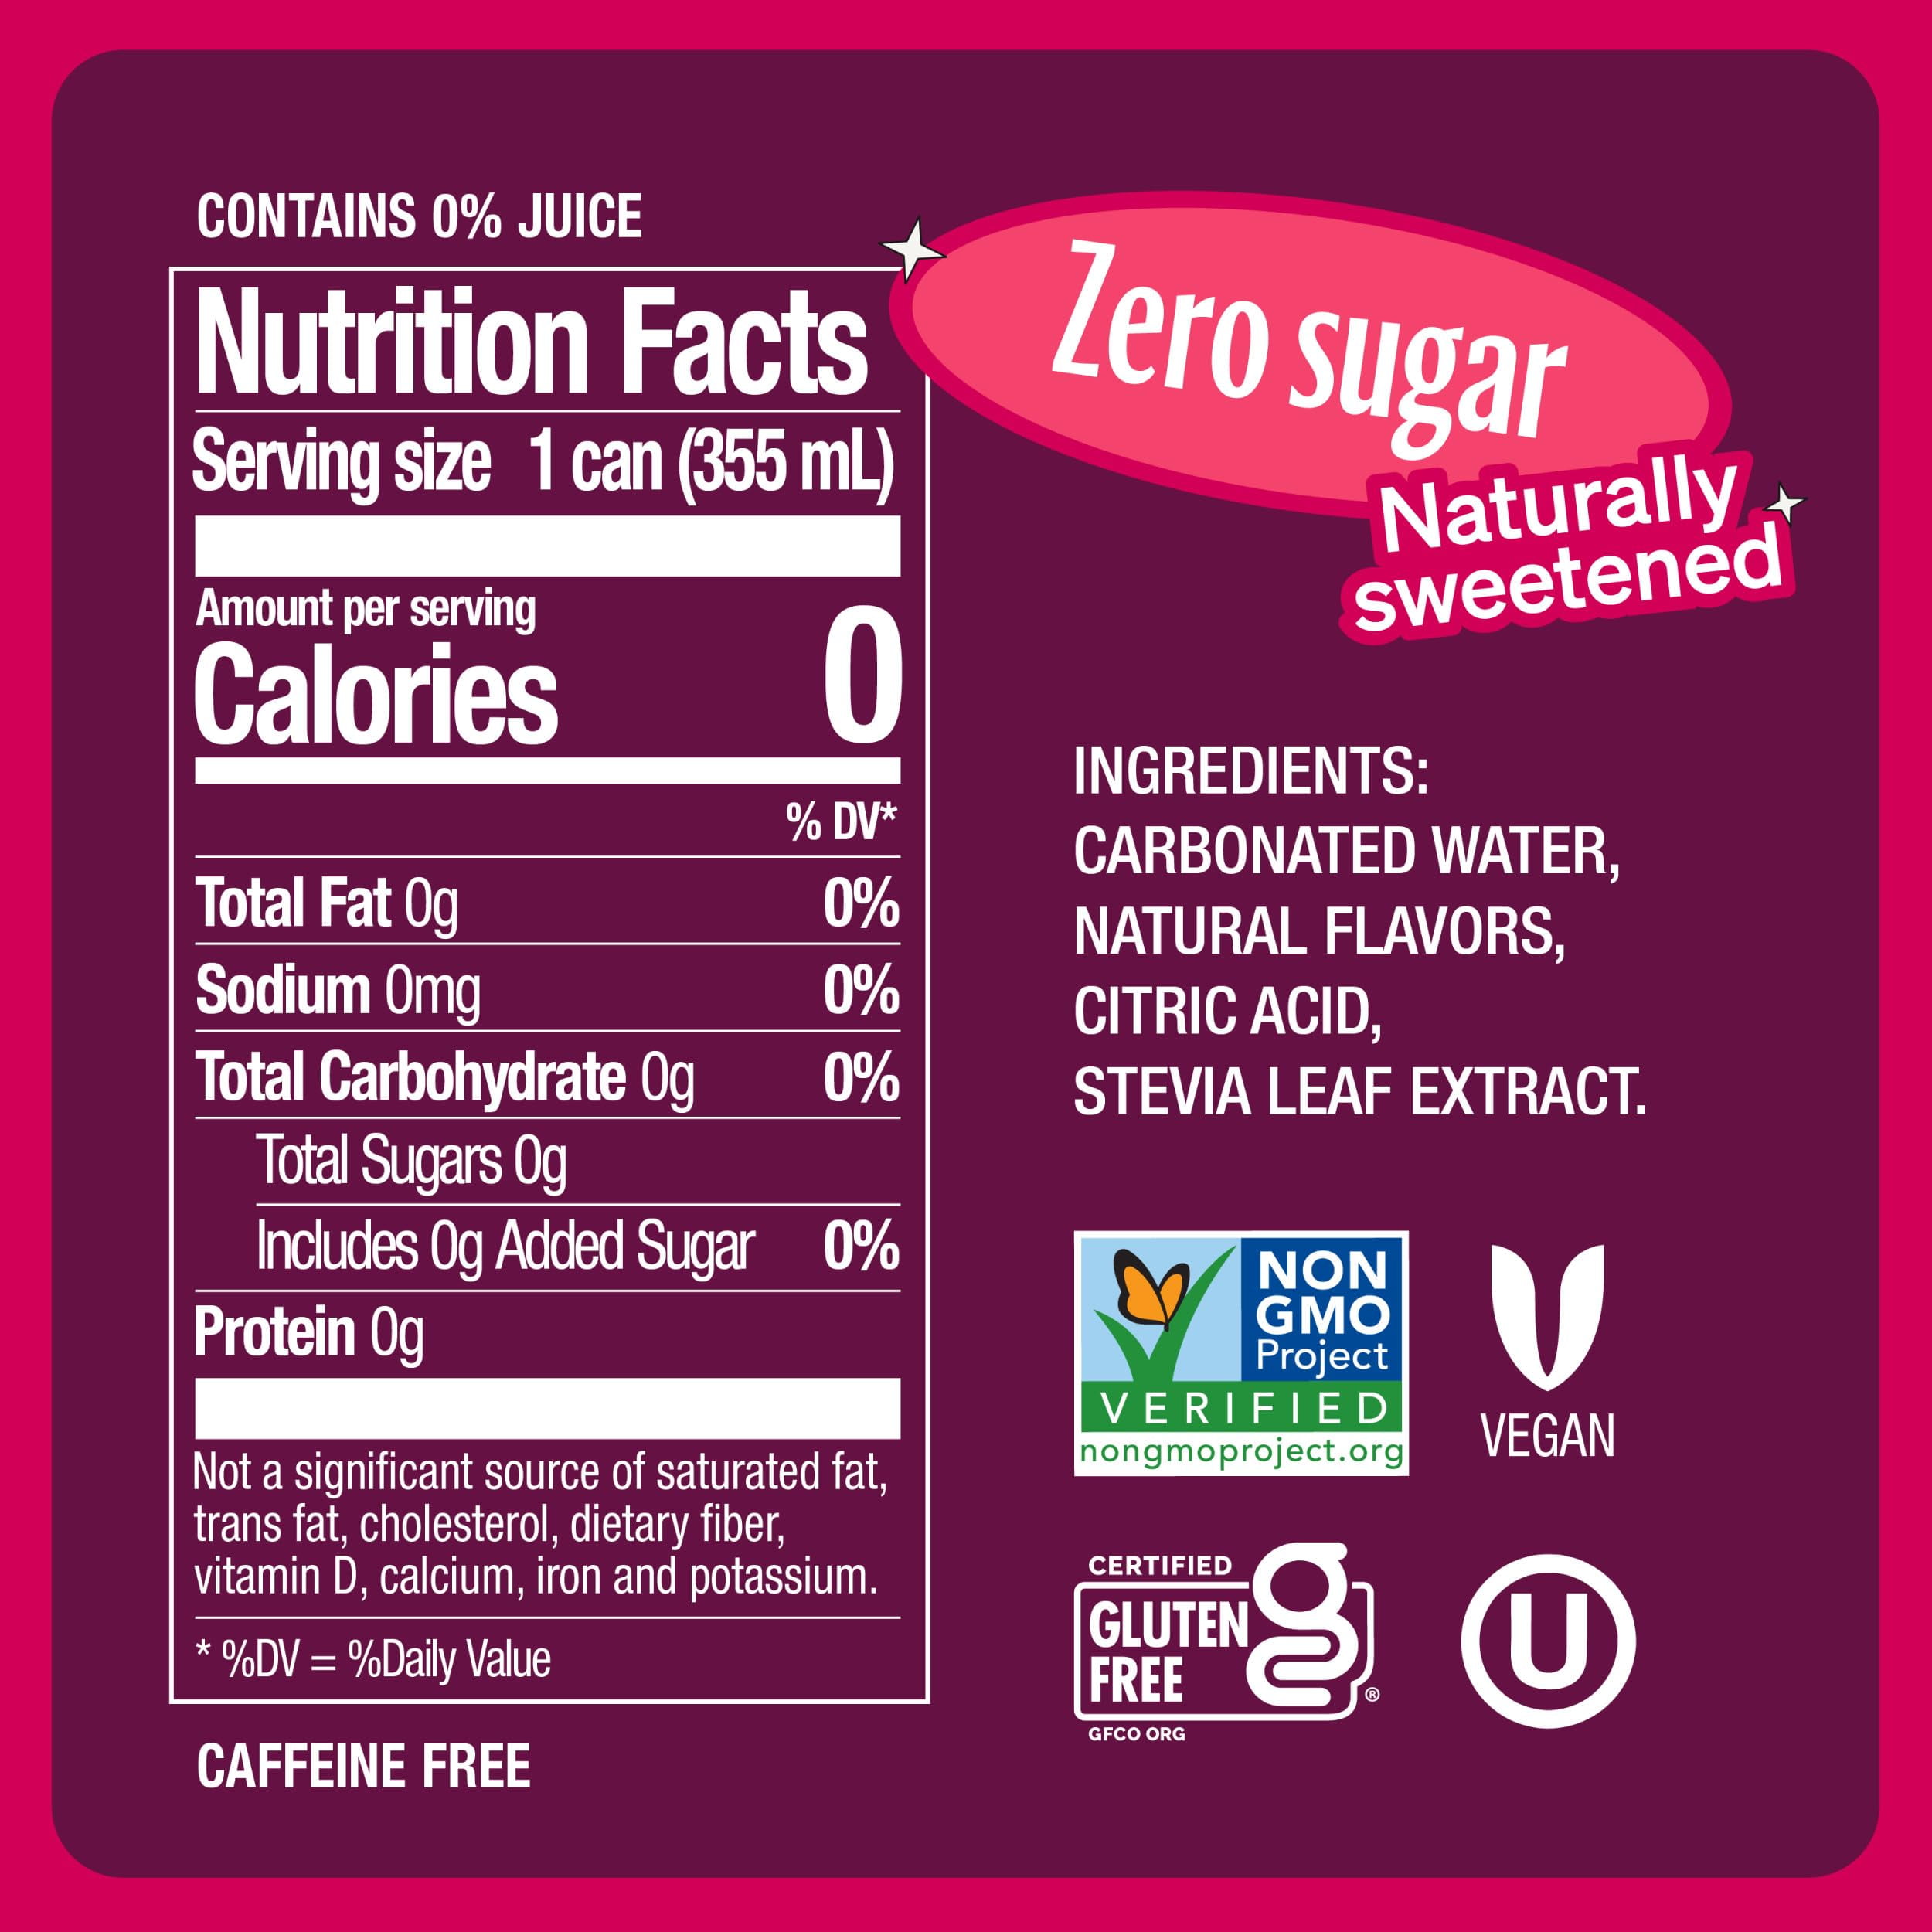 CONTAINS 0% JUICE
Nutrition Facts
Serving size 1 can (355 mL)
Amount per serving
Calories 0
% DV*
Total Fat 0g 0%
Sodium 0mg 0%
Total Carbohydrate 0g 0%
Total Sugars 0g
Includes 0g Added Sugar 0%
Protein 0g
Not a significant source of saturated fat,
trans fat, cholesterol, dietary fiber,
vitamin D, calcium, iron and potassium.
* %DV = %Daily Value
CAFFEINE FREE
Zero sugar
Naturally
sweetened
INGREDIENTS:
CARBONATED WATER,
NATURAL FLAVORS,
CITRIC ACID,
STEVIA LEAF EXTRACT.
NON
GMO
Project
VERIFIED
nongmoproject.org
VEGAN
CERTIFIED
GLUTEN
FREE
g
®
GFCO ORG
U